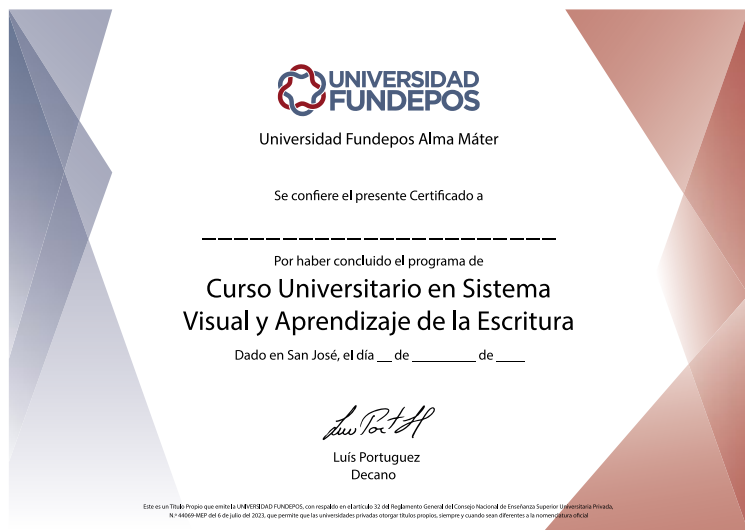 UNIVERSIDAD
FUNDEPOS
Universidad Fundepos Alma Máter
Se confiere el presente Certificado a
_______________________
Por haber concluido el programa de
Curso Universitario en Sistema
Visual y Aprendizaje de la Escritura
Dado en San José, el día __ de ________ de ____
Luís Portuguez
Decano
Este es un Título Propio que emite la UNIVERSIDAD FUNDEPOS, con respaldo en el artículo 32 del Reglamento General del Consejo Nacional de Enseñanza Superior Universitaria Privada,
N.º 44069-MEP del 6 de julio del 2023, que permite que las universidades privadas otorgar títulos propios, siempre y cuando sean diferentes a la nomenclatura oficial